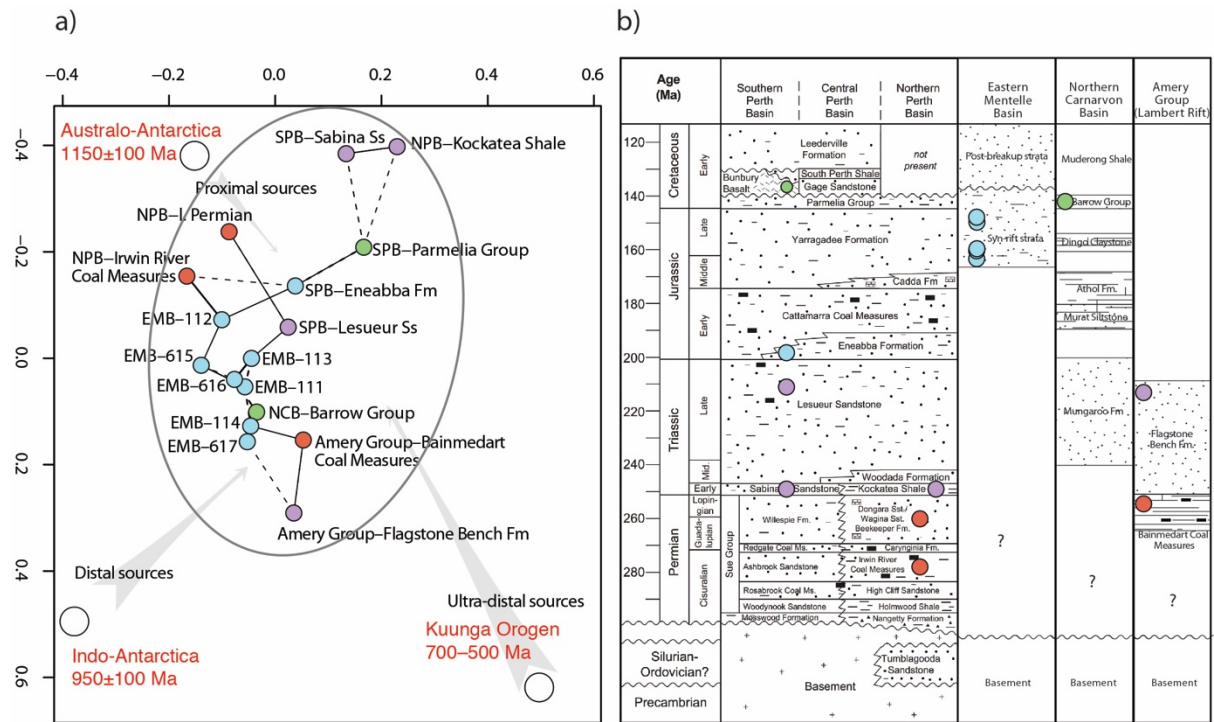 a)
−0.4
−0.2
0.0
0.2
0.4
0.6
−0.4
−0.2
0.0
0.2
0.4
0.6
Australo-Antarctica
1150±100 Ma
SPB–Sabina Ss
NPB–Kockatea Shale
Proximal sources
NPB–l. Permian
NPB–Irwin River
Coal Measures
SPB–Parmelia Group
SPB–Eneabba Fm
EMB–112
SPB–Lesueur Ss
EMB–615
EMB–113
EMB–616
EMB–111
NCB–Barrow Group
EMB–114
EMB–617
Amery Group–Bainmedart
Coal Measures
Amery Group–Flagstone Bench Fm
Distal sources
Ultra-distal sources
Indo-Antarctica
950±100 Ma
Kuunga Orogen
700–500 Ma
b)
Age
(Ma)
Southern
Perth
Basin
Central
Perth
Basin
Northern
Perth
Basin
Eastern
Mentelle
Basin
Northern
Carnarvon
Basin
Amery
Group
(Lambert Rift)
120
140
160
180
200
220
240
260
280
Cretaceous
Early
Jurassic
Late
Middle
Early
Triassic
Late
Mid.
Early
Permian
Lopin-
gian
Guada-
lupian
Cisuralian
Silurian-
Ordovician?
Precambrian
Leederville
Formation
not
present
Bunbury
Basalt
South Perth Shale
Gage Sandstone
Parmelia Group
Yarragadee Formation
Cadda Fm
Cattamarra Coal Measures
Eneabba Formation
Lesueur Sandstone
Woodada Formation
Sabina Sandstone
Kockatea Shale
Sue Group
Willespie Fm.
Dongara Sst./
Wagina Sst.
Beekeeper Fm.
Redgate Coal Ms.
Carynginia Fm.
Ashbrook Sandstone
Irwin River
Coal Measures
Rosabrook Coal Ms.
High Cliff Sandstone
Woodynook Sandstone
Holmwood Shale
Mosswood Formation
Nangetty Formation
Tumblagooda
Sandstone
Basement
Post-breakup strata
Syn-rift strata
?
Basement
Muderong Shale
Barrow Group
Dingo Claystone
Athol Fm.
Murat Siltstone
Mungaroo Fm
?
Basement
Flagstone
Bench Fm.
Bainmedart Coal
Measures
?
Basement